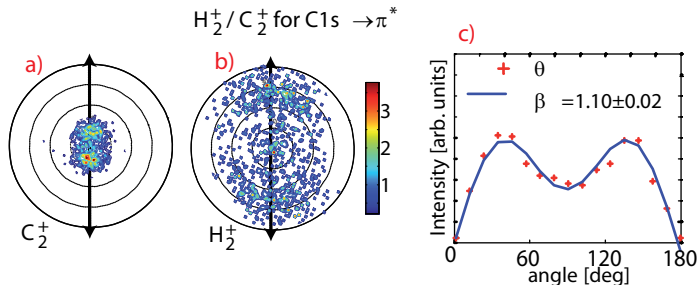 H₂⁺ / C₂⁺ for C1s →π*
a)
C₂⁺
b)
H₂⁺
3
2
1
c)
Intensity [arb. units]
θ
β =1.10±0.02
0 60 120 180
angle [deg]